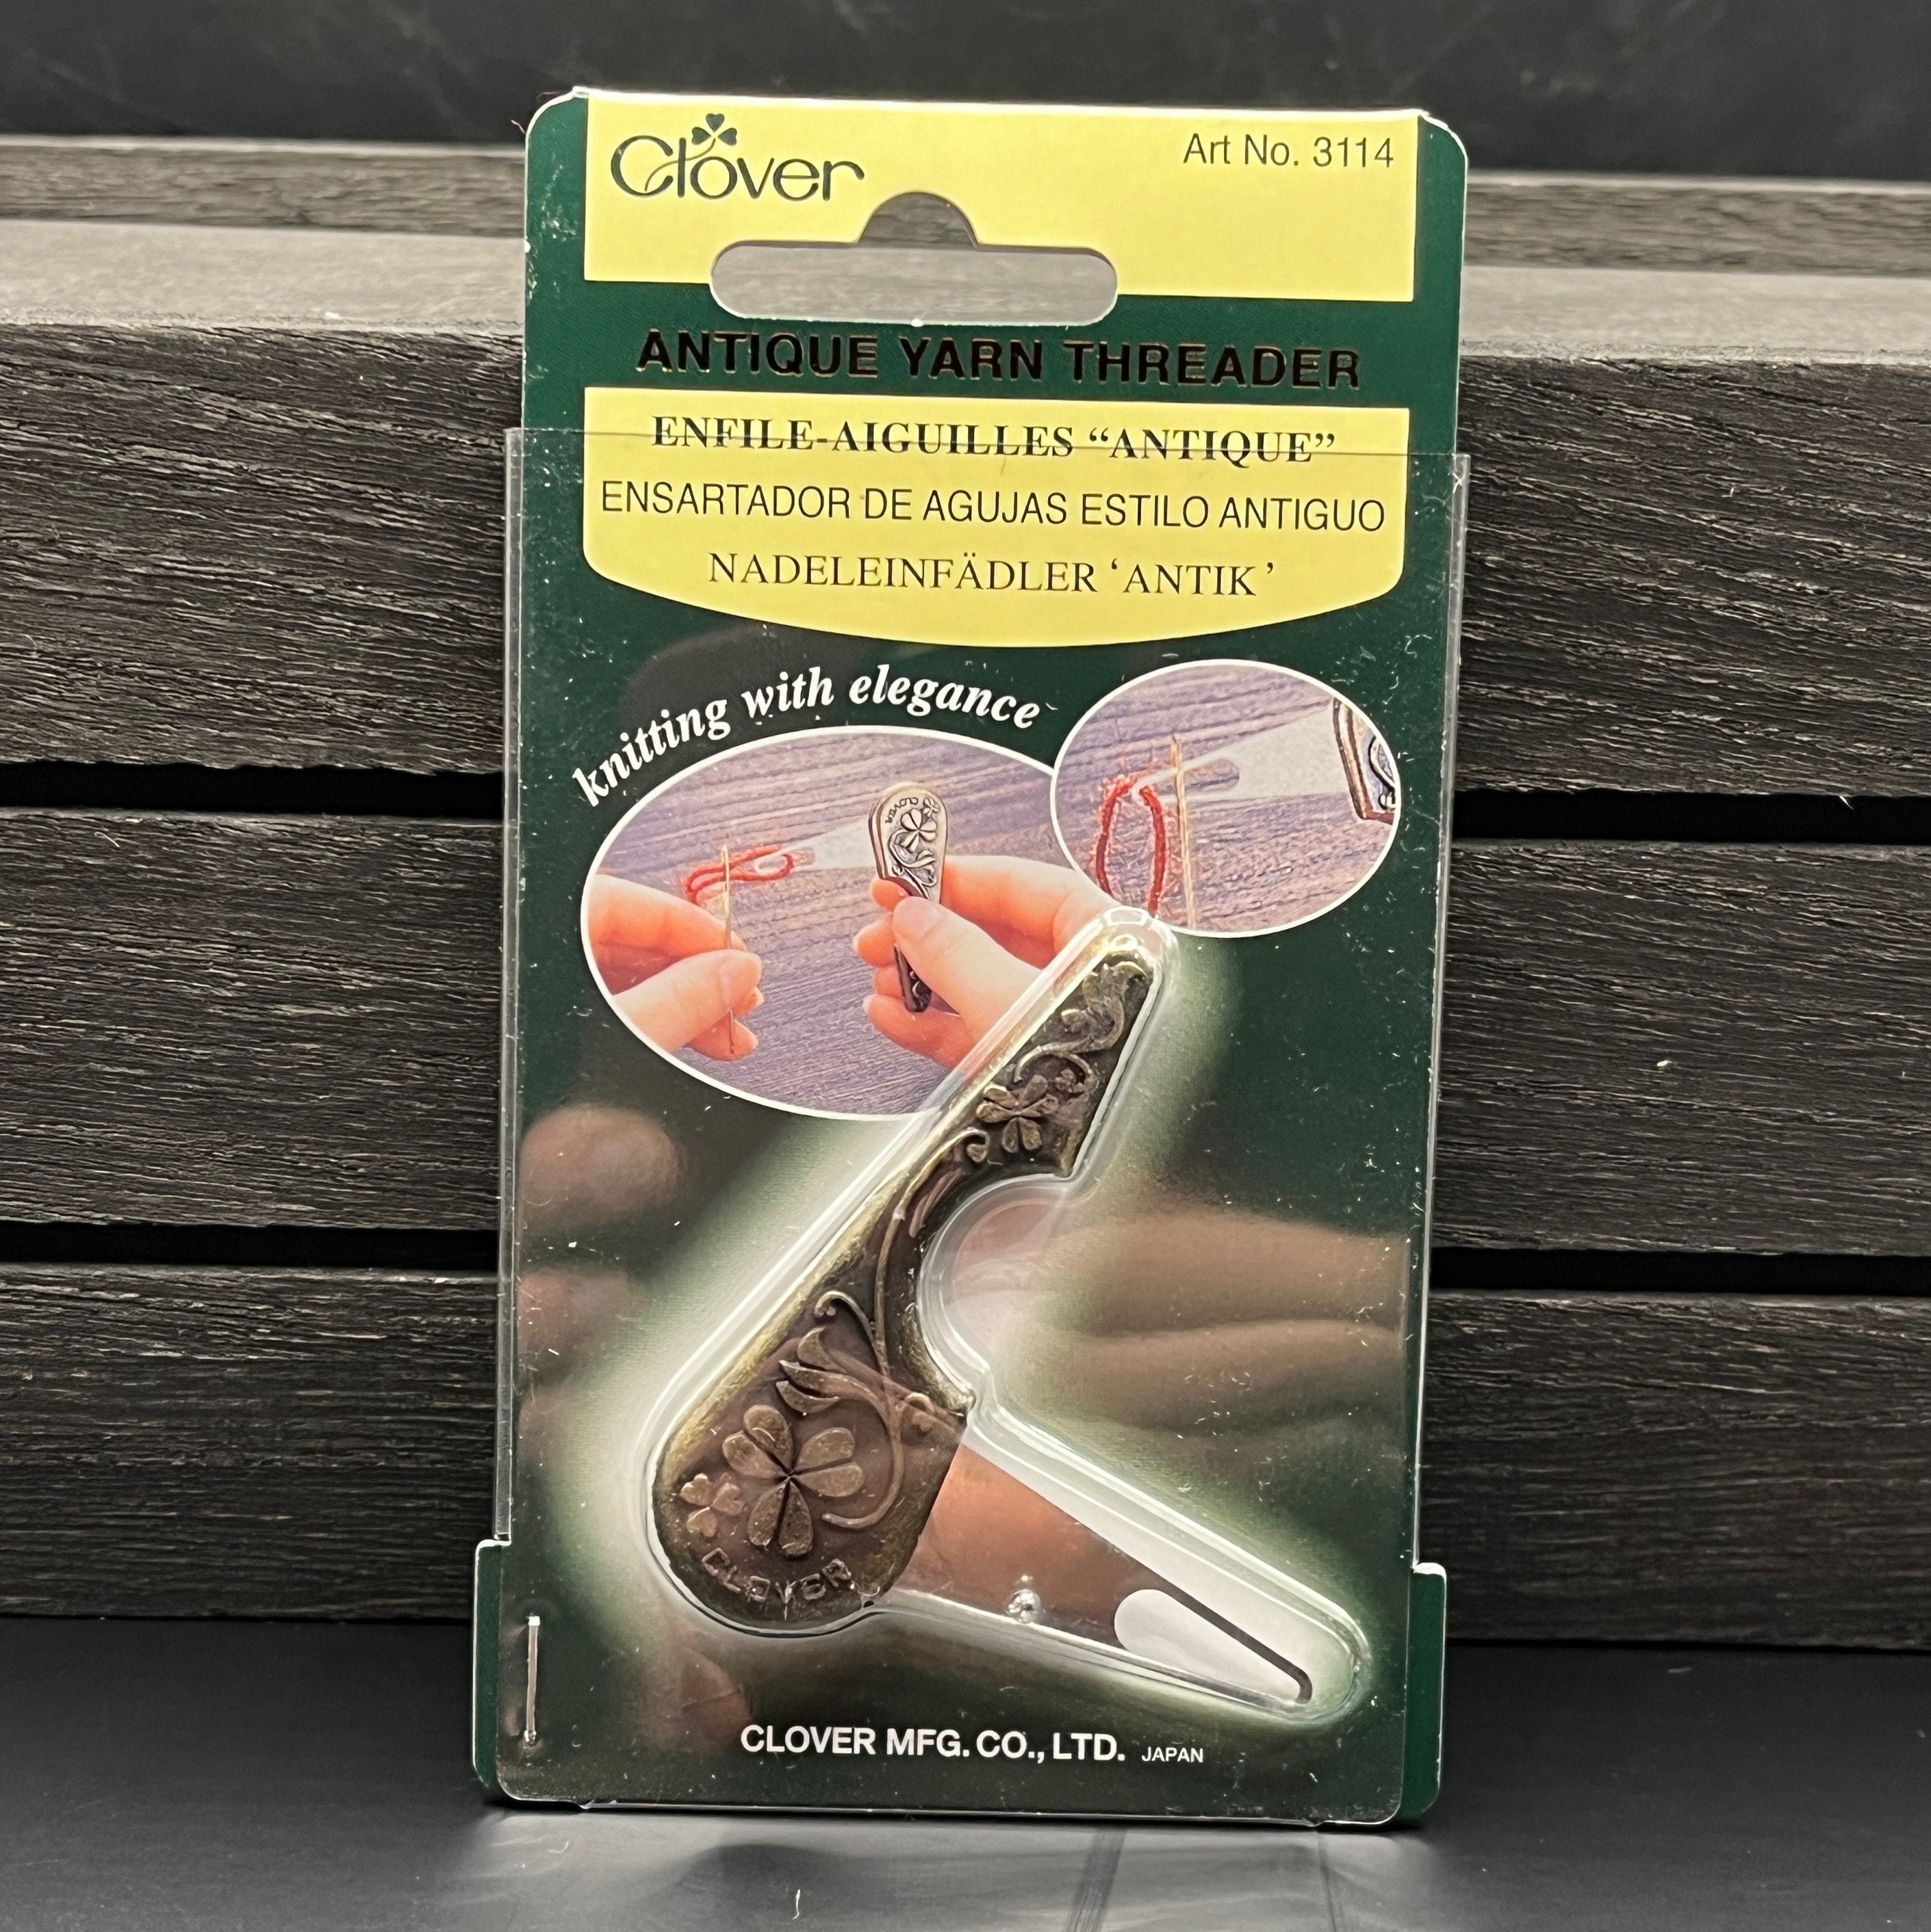 Clover
Art No. 3114
ANTIQUE YARN THREADER
ENFILE-AIGUILLES “ANTIQUE”
ENSARTADOR DE AGUJAS ESTILO ANTIGUO
NADELEINFÄDLER ‘ANTIK’
knitting with elegance
CLOVER
CLOVER
CLOVER MFG. CO., LTD. JAPAN